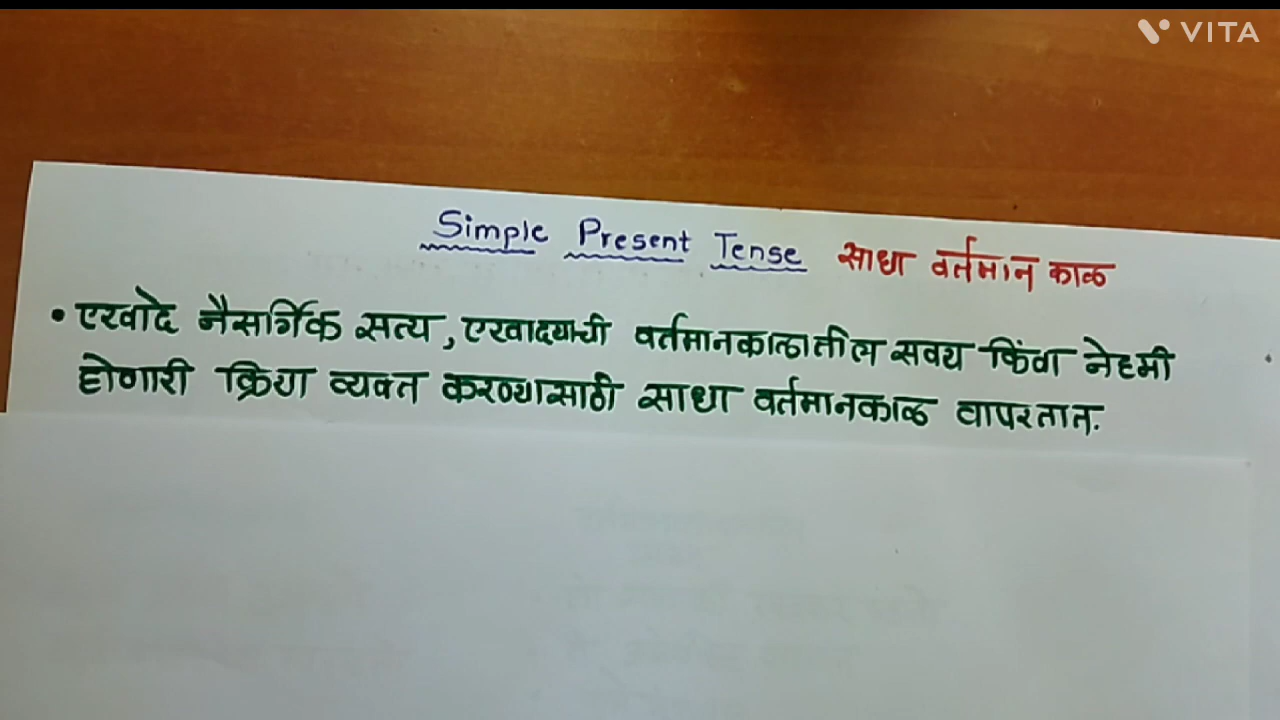 VITA
Simple Present Tense साधा वर्तमान काळ
• एखादे नैसर्गिक सत्य, एखाद्याची वर्तमानकाळातील सवय किंवा नेहमी
होणारी क्रिया व्यक्त करण्यासाठी साधा वर्तमानकाळ वापरतात.